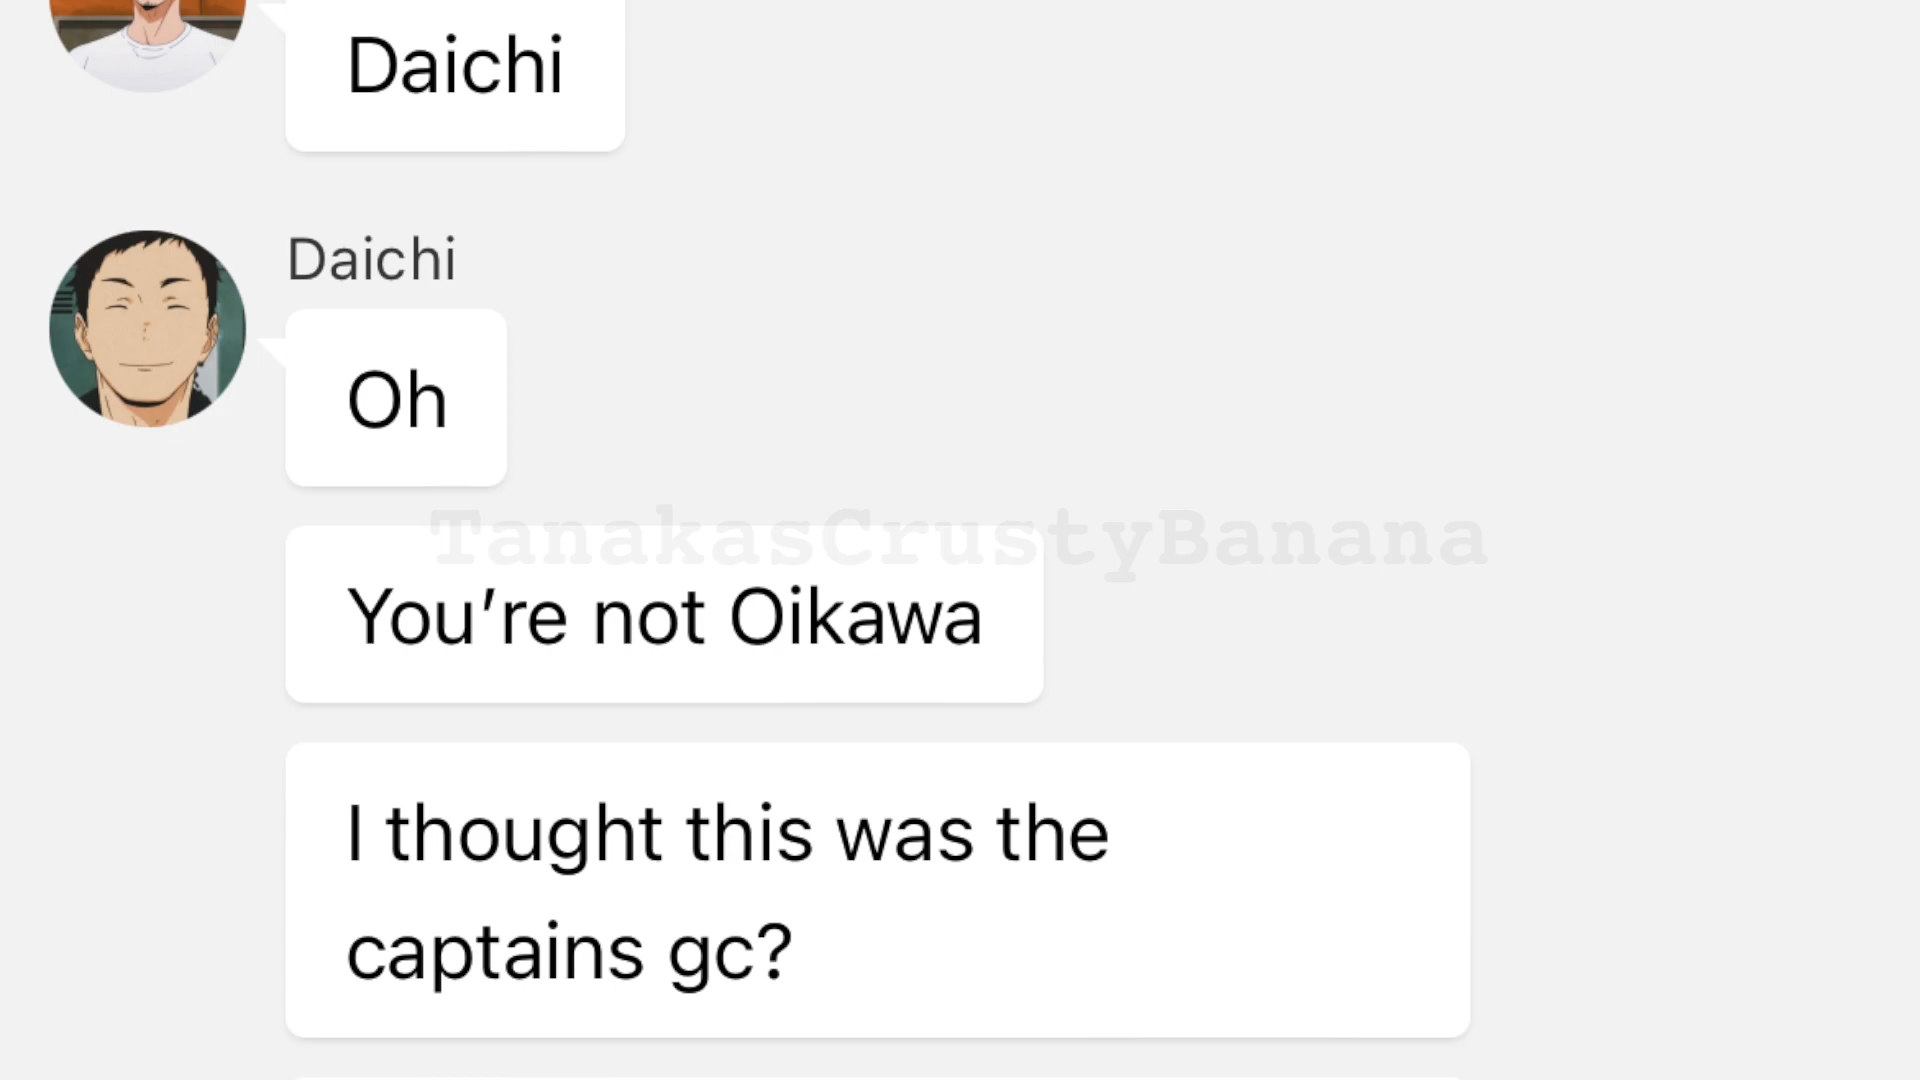 Daichi
Daichi
Oh
TanakasCrustyBanana
You're not Oikawa
I thought this was the
captains gc?